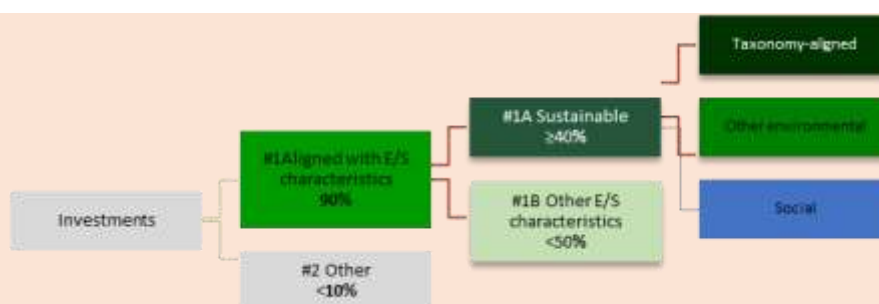 Investments
#1Aligned with E/S
characteristics
90%
#2 Other
<10%
#1A Sustainable
≥40%
#1B Other E/S
characteristics
<50%
Taxonomy-aligned
Other environmental
Social